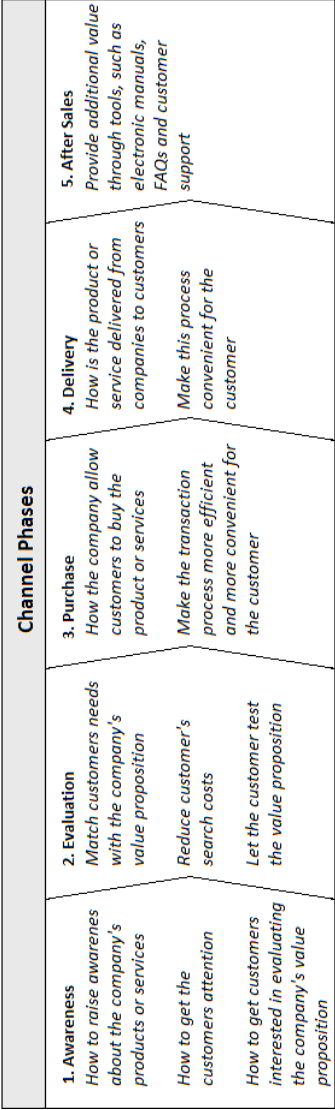 Channel Phases
1. Awareness
How to raise awarenes
about the company's
products or services
How to get the
customers attention
How to get customers
interested in evaluating
the company's value
proposition
2. Evaluation
Match customers needs
with the company's
value proposition
Reduce customer's
search costs
Let the customer test
the value proposition
3. Purchase
How the company allow
customers to buy the
product or services
Make the transaction
process more efficient
and more convenient for
the customer
4. Delivery
How is the product or
service delivered from
companies to customers
Make this process
convenient for the
customer
5. After Sales
Provide additional value
through tools, such as
electronic manuals,
FAQs and customer
support